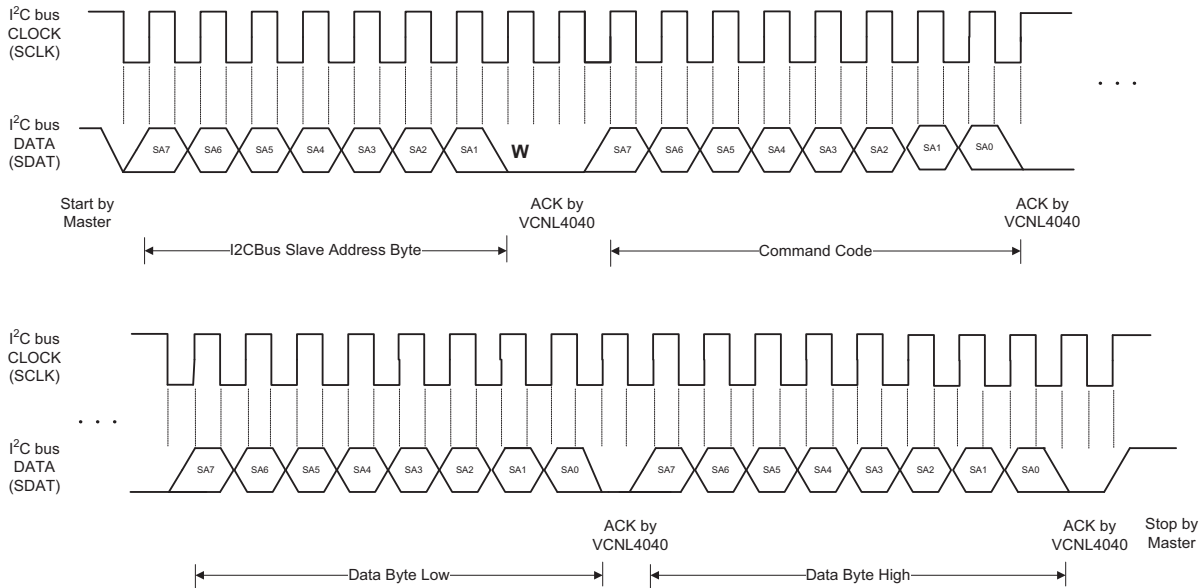 I²C bus
CLOCK
(SCLK)
. . .
I²C bus
DATA
(SDAT)
SA7 SA6 SA5 SA4 SA3 SA2 SA1 W SA7 SA6 SA5 SA4 SA3 SA2 SA1 SA0
Start by
Master
ACK by
VCNL4040
ACK by
VCNL4040
I2CBus Slave Address Byte
Command Code
I²C bus
CLOCK
(SCLK)
. . .
I²C bus
DATA
(SDAT)
SA7 SA6 SA5 SA4 SA3 SA2 SA1 SA0 SA7 SA6 SA5 SA4 SA3 SA2 SA1 SA0
ACK by
VCNL4040
ACK by
VCNL4040
Stop by
Master
Data Byte Low
Data Byte High